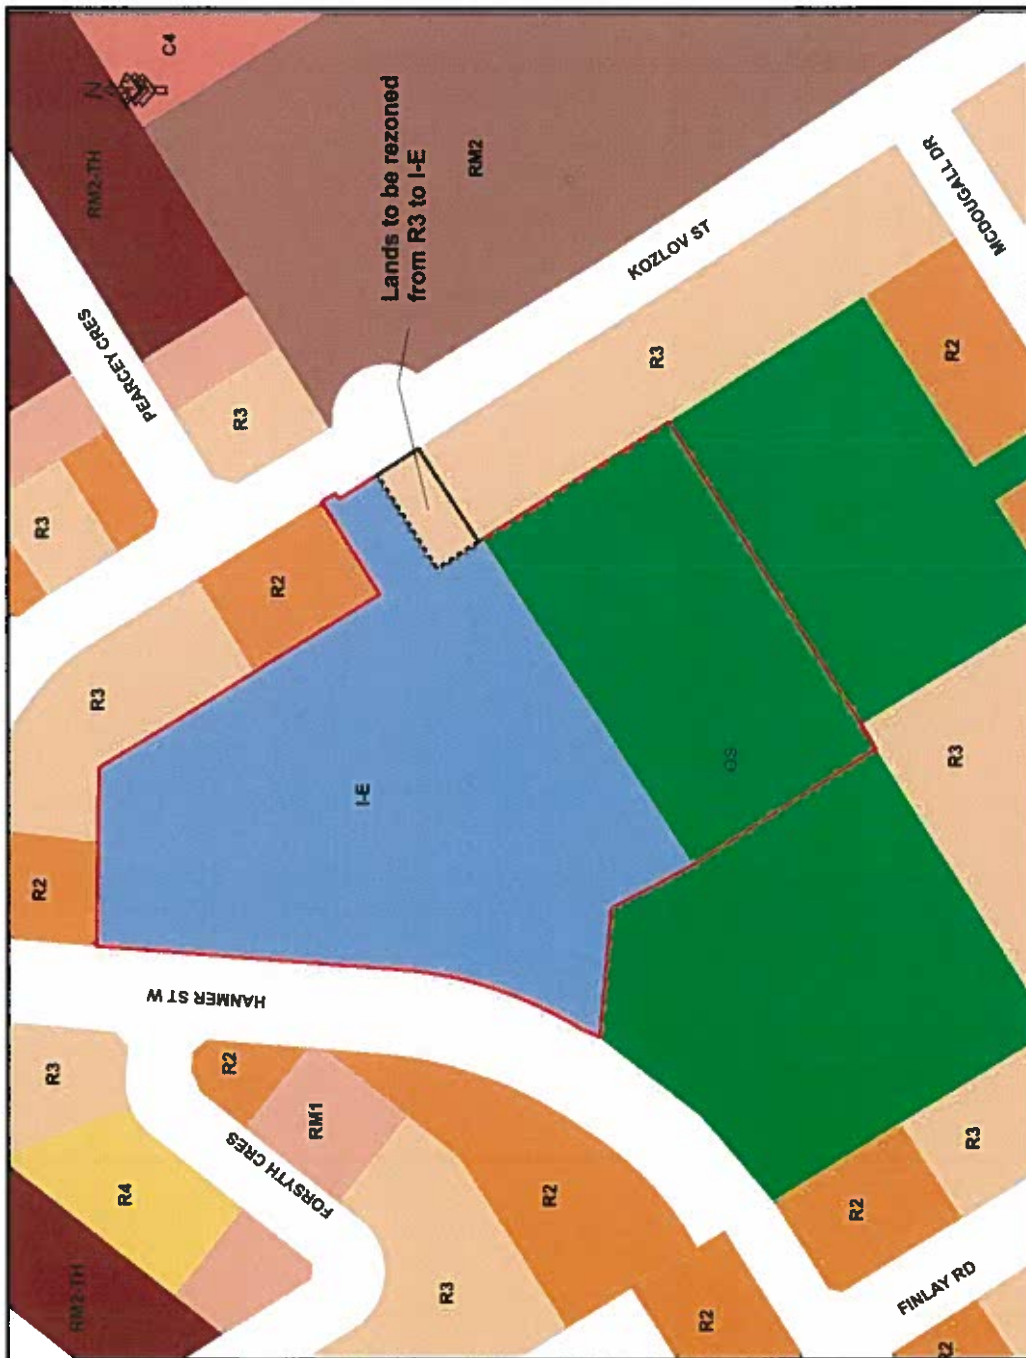 C4
N
RM2-TH
Lands to be rezoned
from R3 to I-E
RM2
MCDOUGALL DR
KOZLOV ST
PEARCEY CRES
R3
R3
R2
R3
R2
R3
I-E
OS
R3
R2
HANMER ST W
R3
R2
RM1
FORSYTH CRES
R4
R2
R3
R2
RM2-TH
R3
R2
FINLAY RD
R2